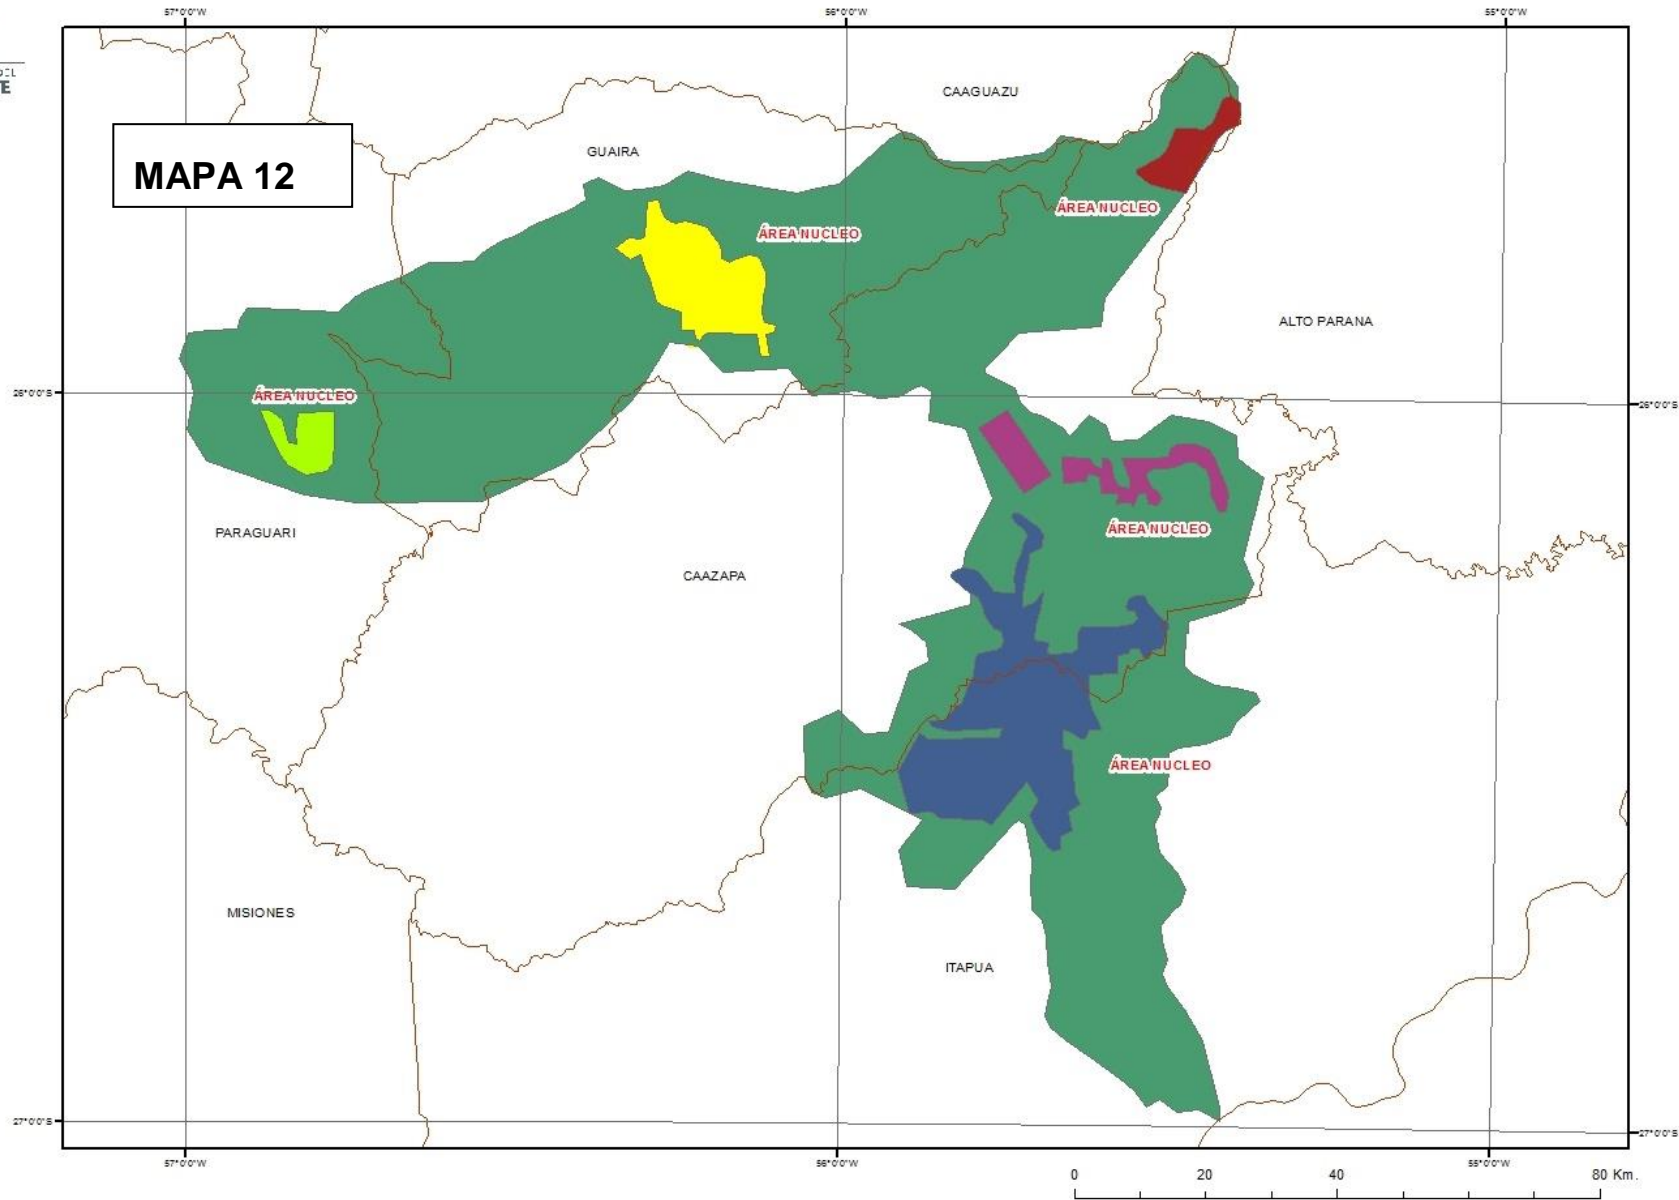 57°0'0"W 56°0'0"W 55°0'0"W
CAAGUAZU
GUAIRA
MAPA 12
ÁREA NUCLEO
ÁREA NUCLEO
ALTO PARANA
26°0'0"S
ÁREA NUCLEO
26°0'0"S
PARAGUARI
ÁREA NUCLEO
CAAZAPA
ÁREA NUCLEO
MISIONES
ITAPUA
27°0'0"S
27°0'0"S
57°0'0"W 56°0'0"W 55°0'0"W
0 20 40 80 Km.